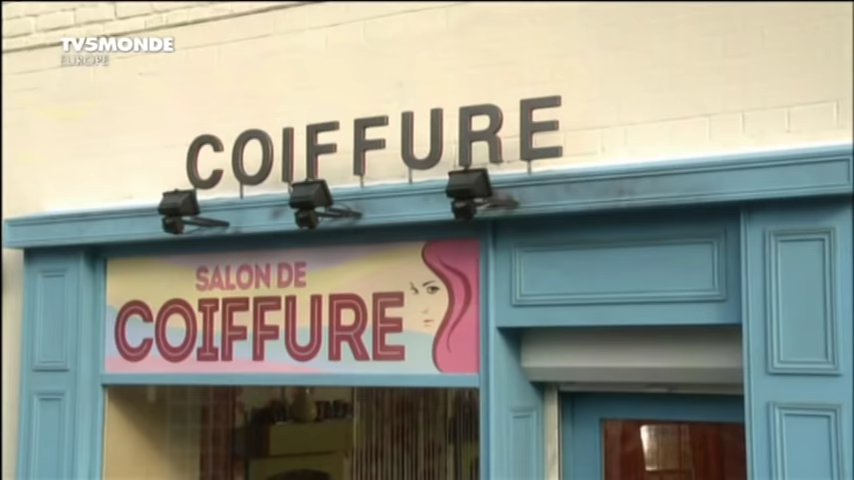 TV5MONDE
EUROPE
COIFFURE
SALON DE
COIFFURE